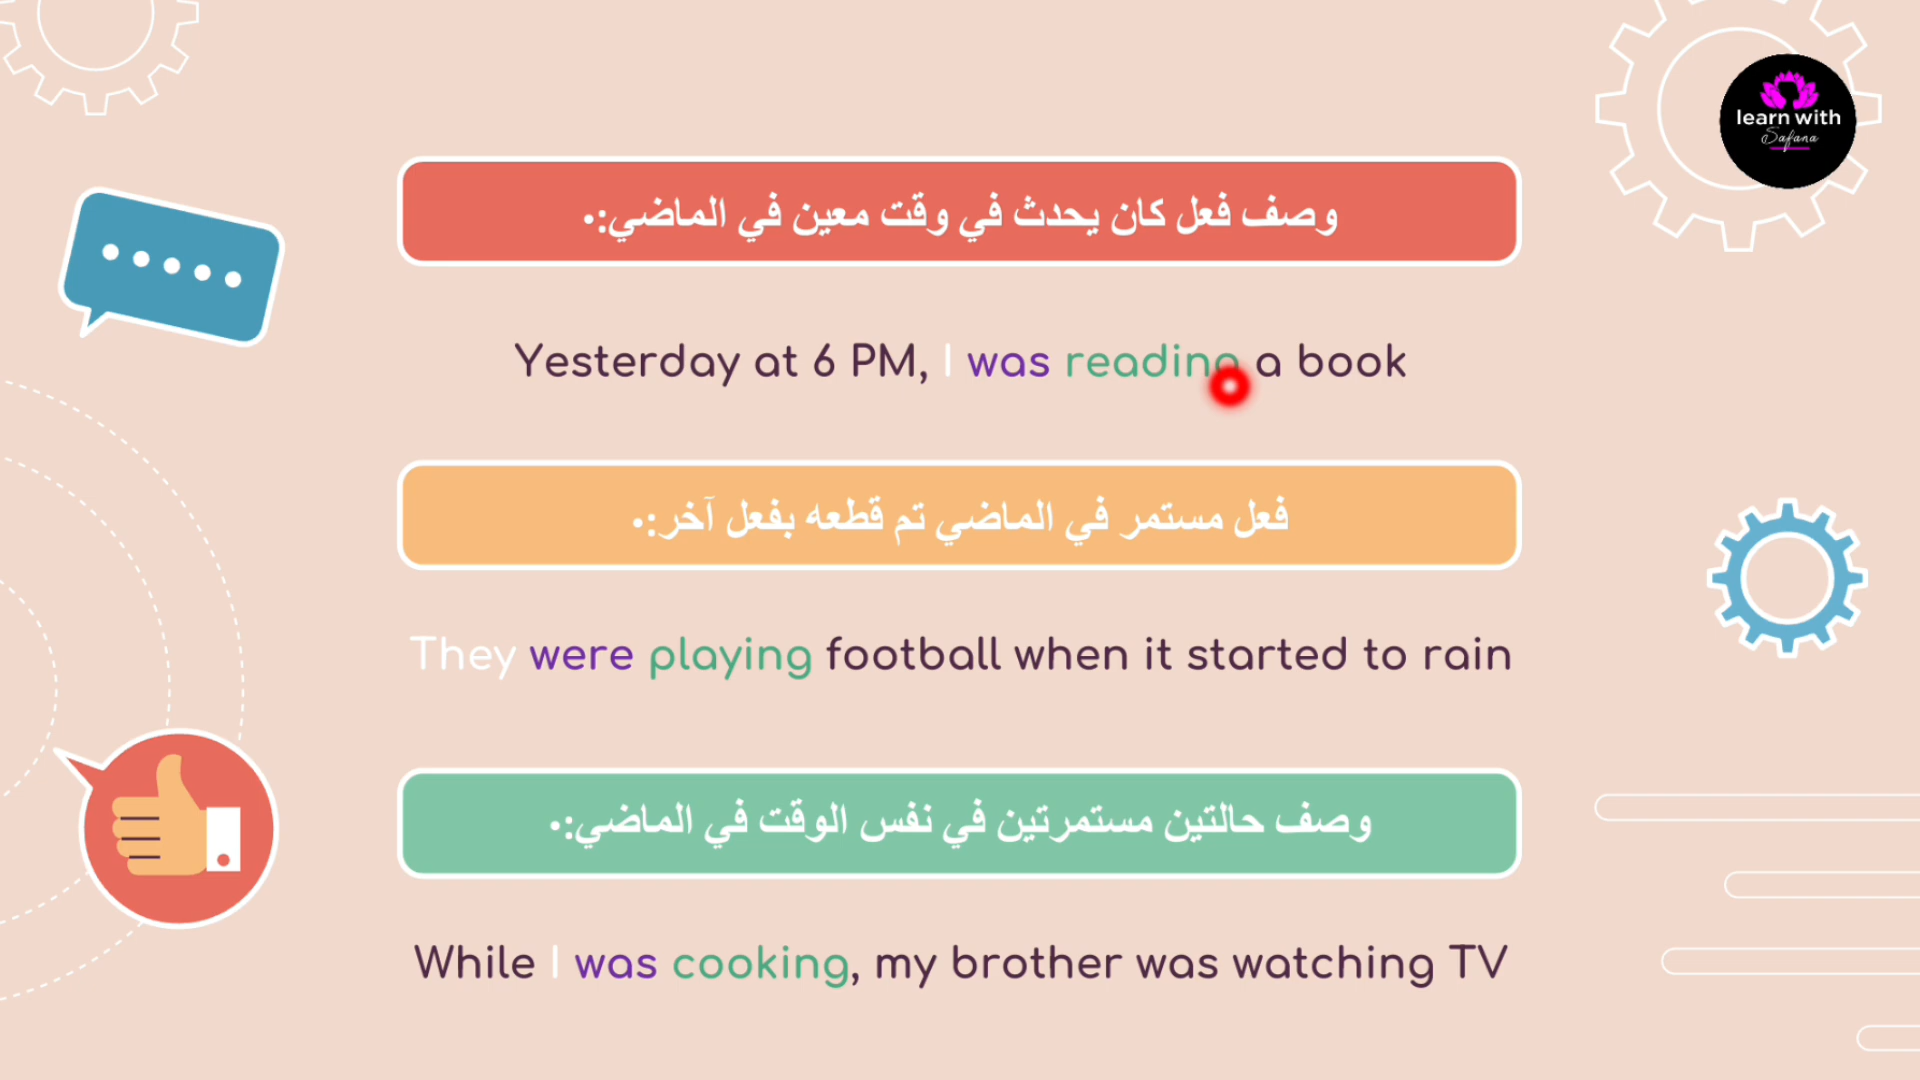 learn with
Safana
وصف فعل كان يحدث في وقت معين في الماضي:•
Yesterday at 6 PM, I was reading a book
فعل مستمر في الماضي تم قطعه بفعل آخر:•
They were playing football when it started to rain
وصف حالتين مستمرتين في نفس الوقت في الماضي:•
While I was cooking, my brother was watching TV